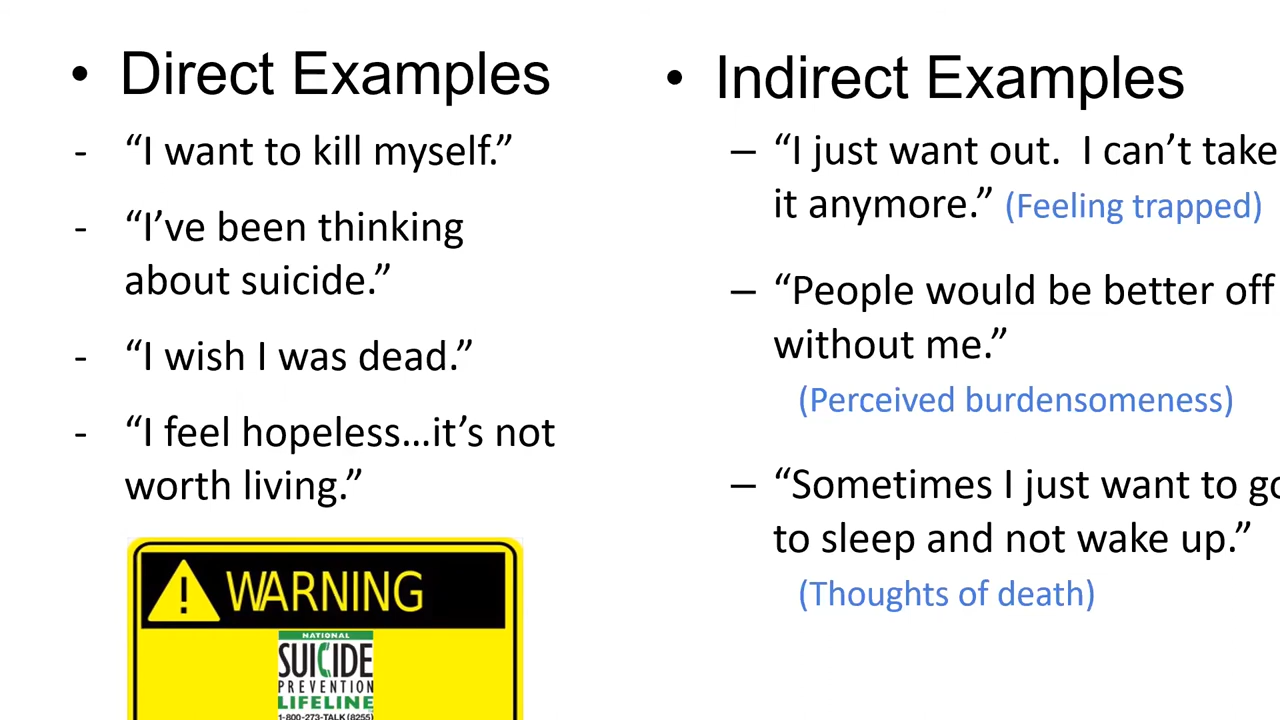 • Direct Examples
- “I want to kill myself.”
- “I’ve been thinking
about suicide.”
- “I wish I was dead.”
- “I feel hopeless…it’s not
worth living.”
WARNING
NATIONAL
SUICIDE
PREVENTION
LIFELINE
1-800-273-TALK (8255)
• Indirect Examples
– “I just want out.  I can’t take
it anymore.” (Feeling trapped)
– “People would be better off
without me.”
(Perceived burdensomeness)
– “Sometimes I just want to go
to sleep and not wake up.”
(Thoughts of death)